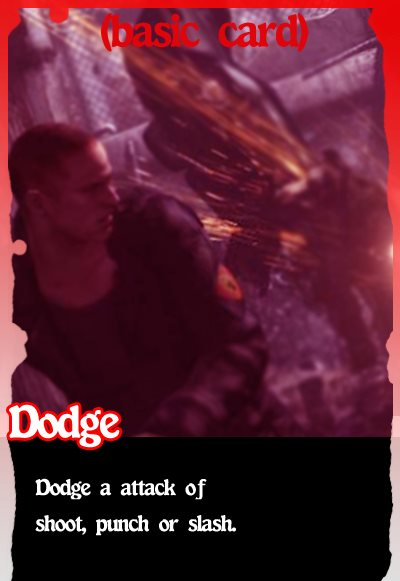 (basic card)
Dodge
Dodge a attack of
shoot, punch or slash.